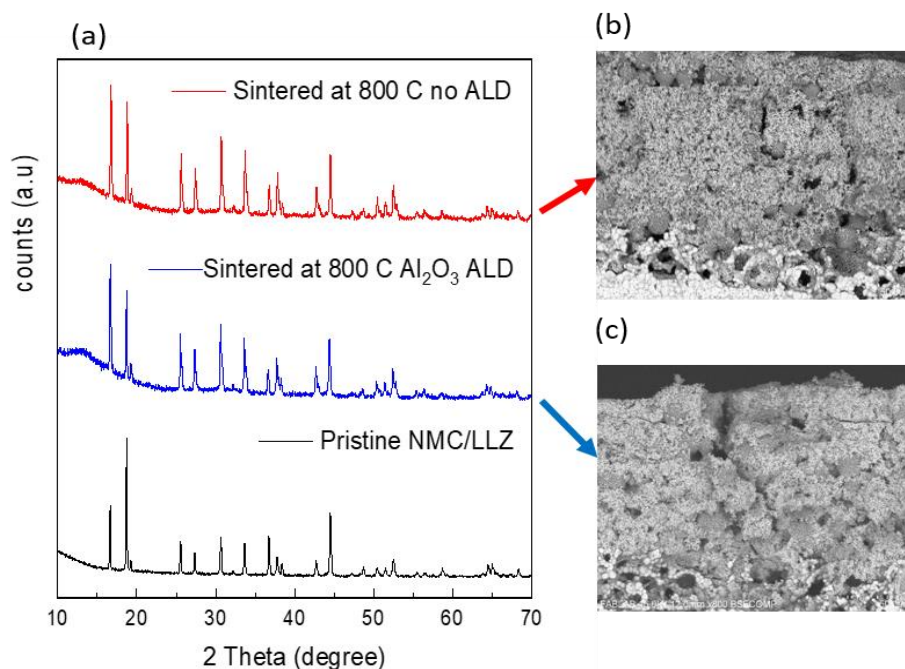 (a)
(b)
Sintered at 800 C no ALD
Sintered at 800 C Al₂O₃ ALD
(c)
Pristine NMC/LLZ
counts (a.u)
10 20 30 40 50 60 70
2 Theta (degree)